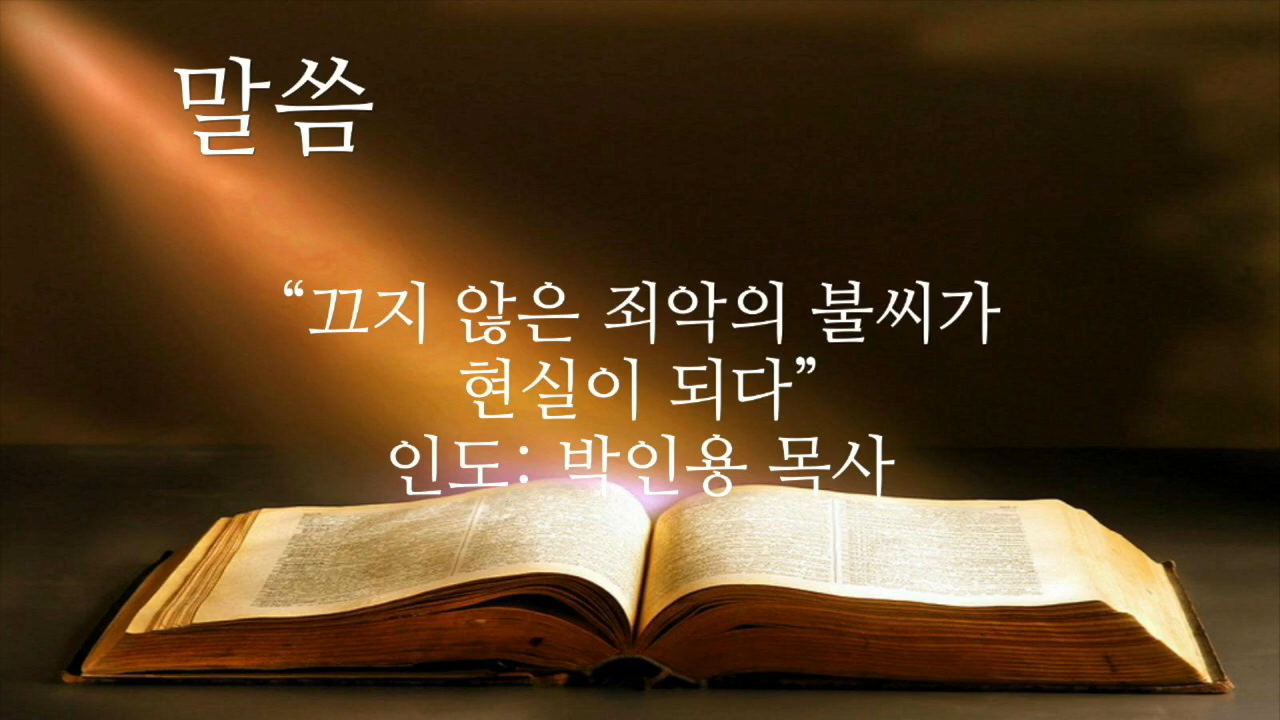 말씀
“끄지 않은 죄악의 불씨가
현실이 되다”
인도: 박인용 목사